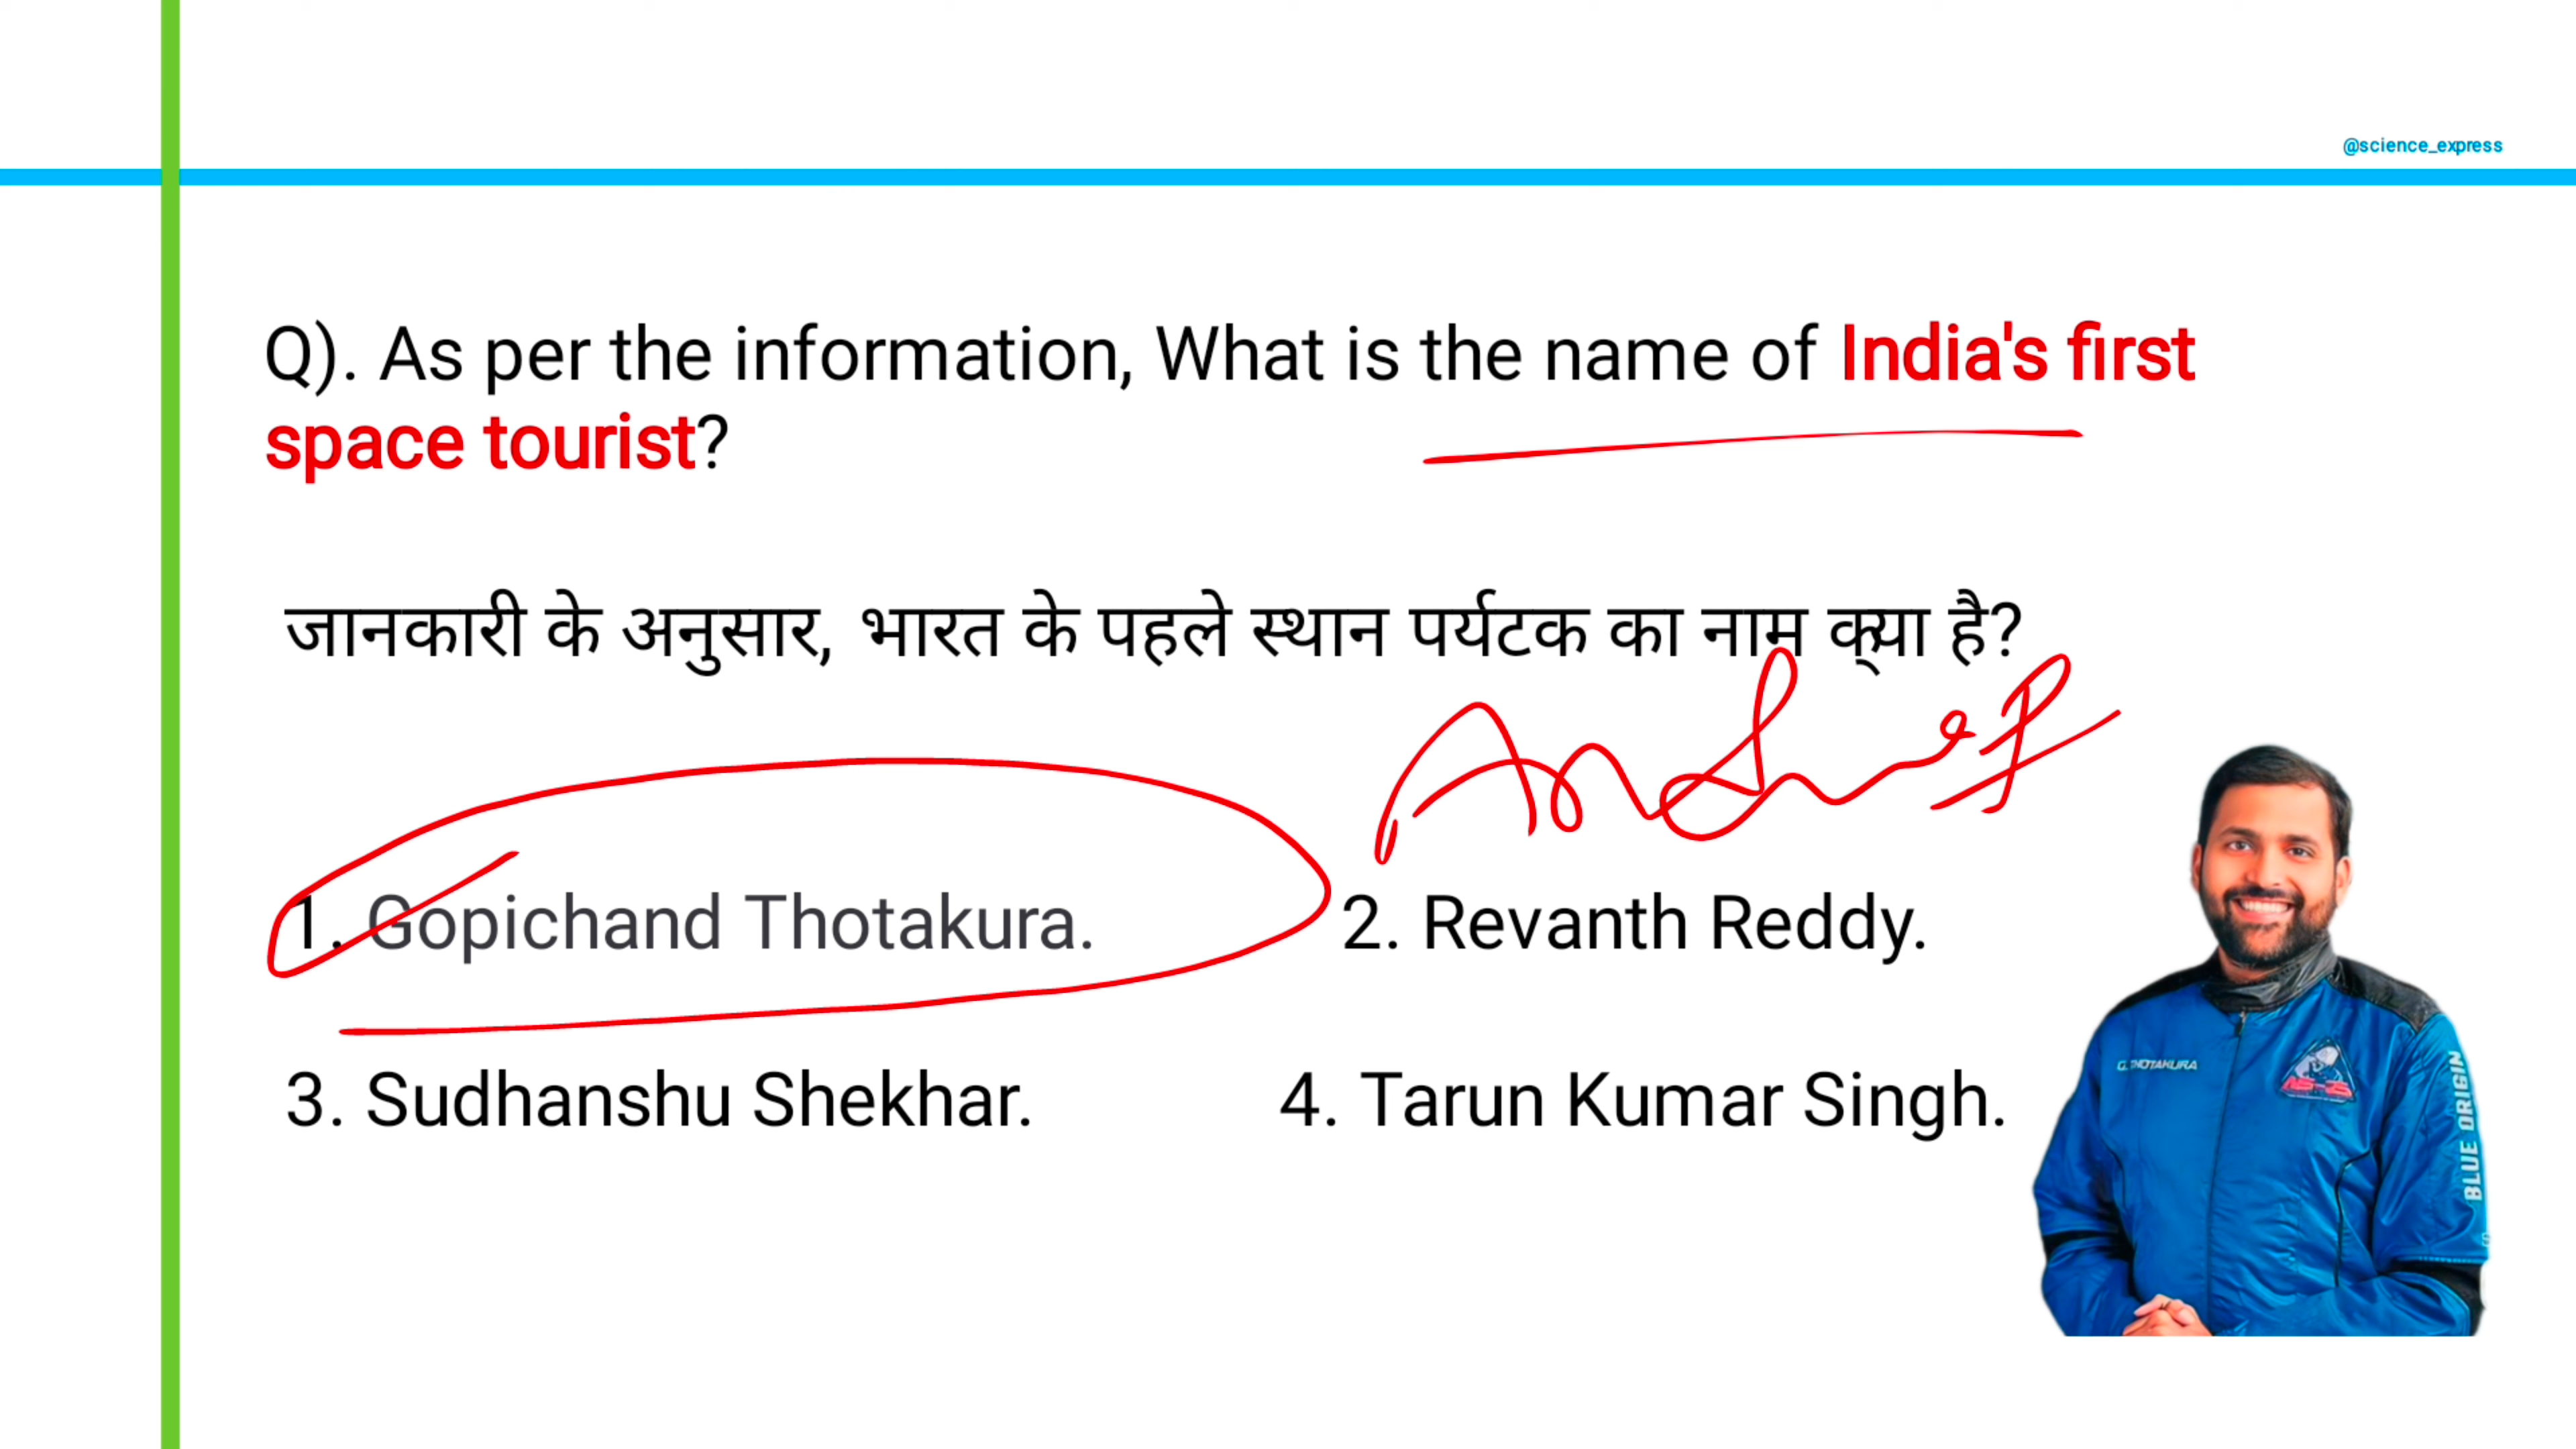 @science_express
Q). As per the information, What is the name of India's first
space tourist?
जानकारी के अनुसार, भारत के पहले स्थान पर्यटक का नाम क्या है?
1. Gopichand Thotakura.
2. Revanth Reddy.
3. Sudhanshu Shekhar.
4. Tarun Kumar Singh.
G. THOTAKURA
BLUE ORIGIN